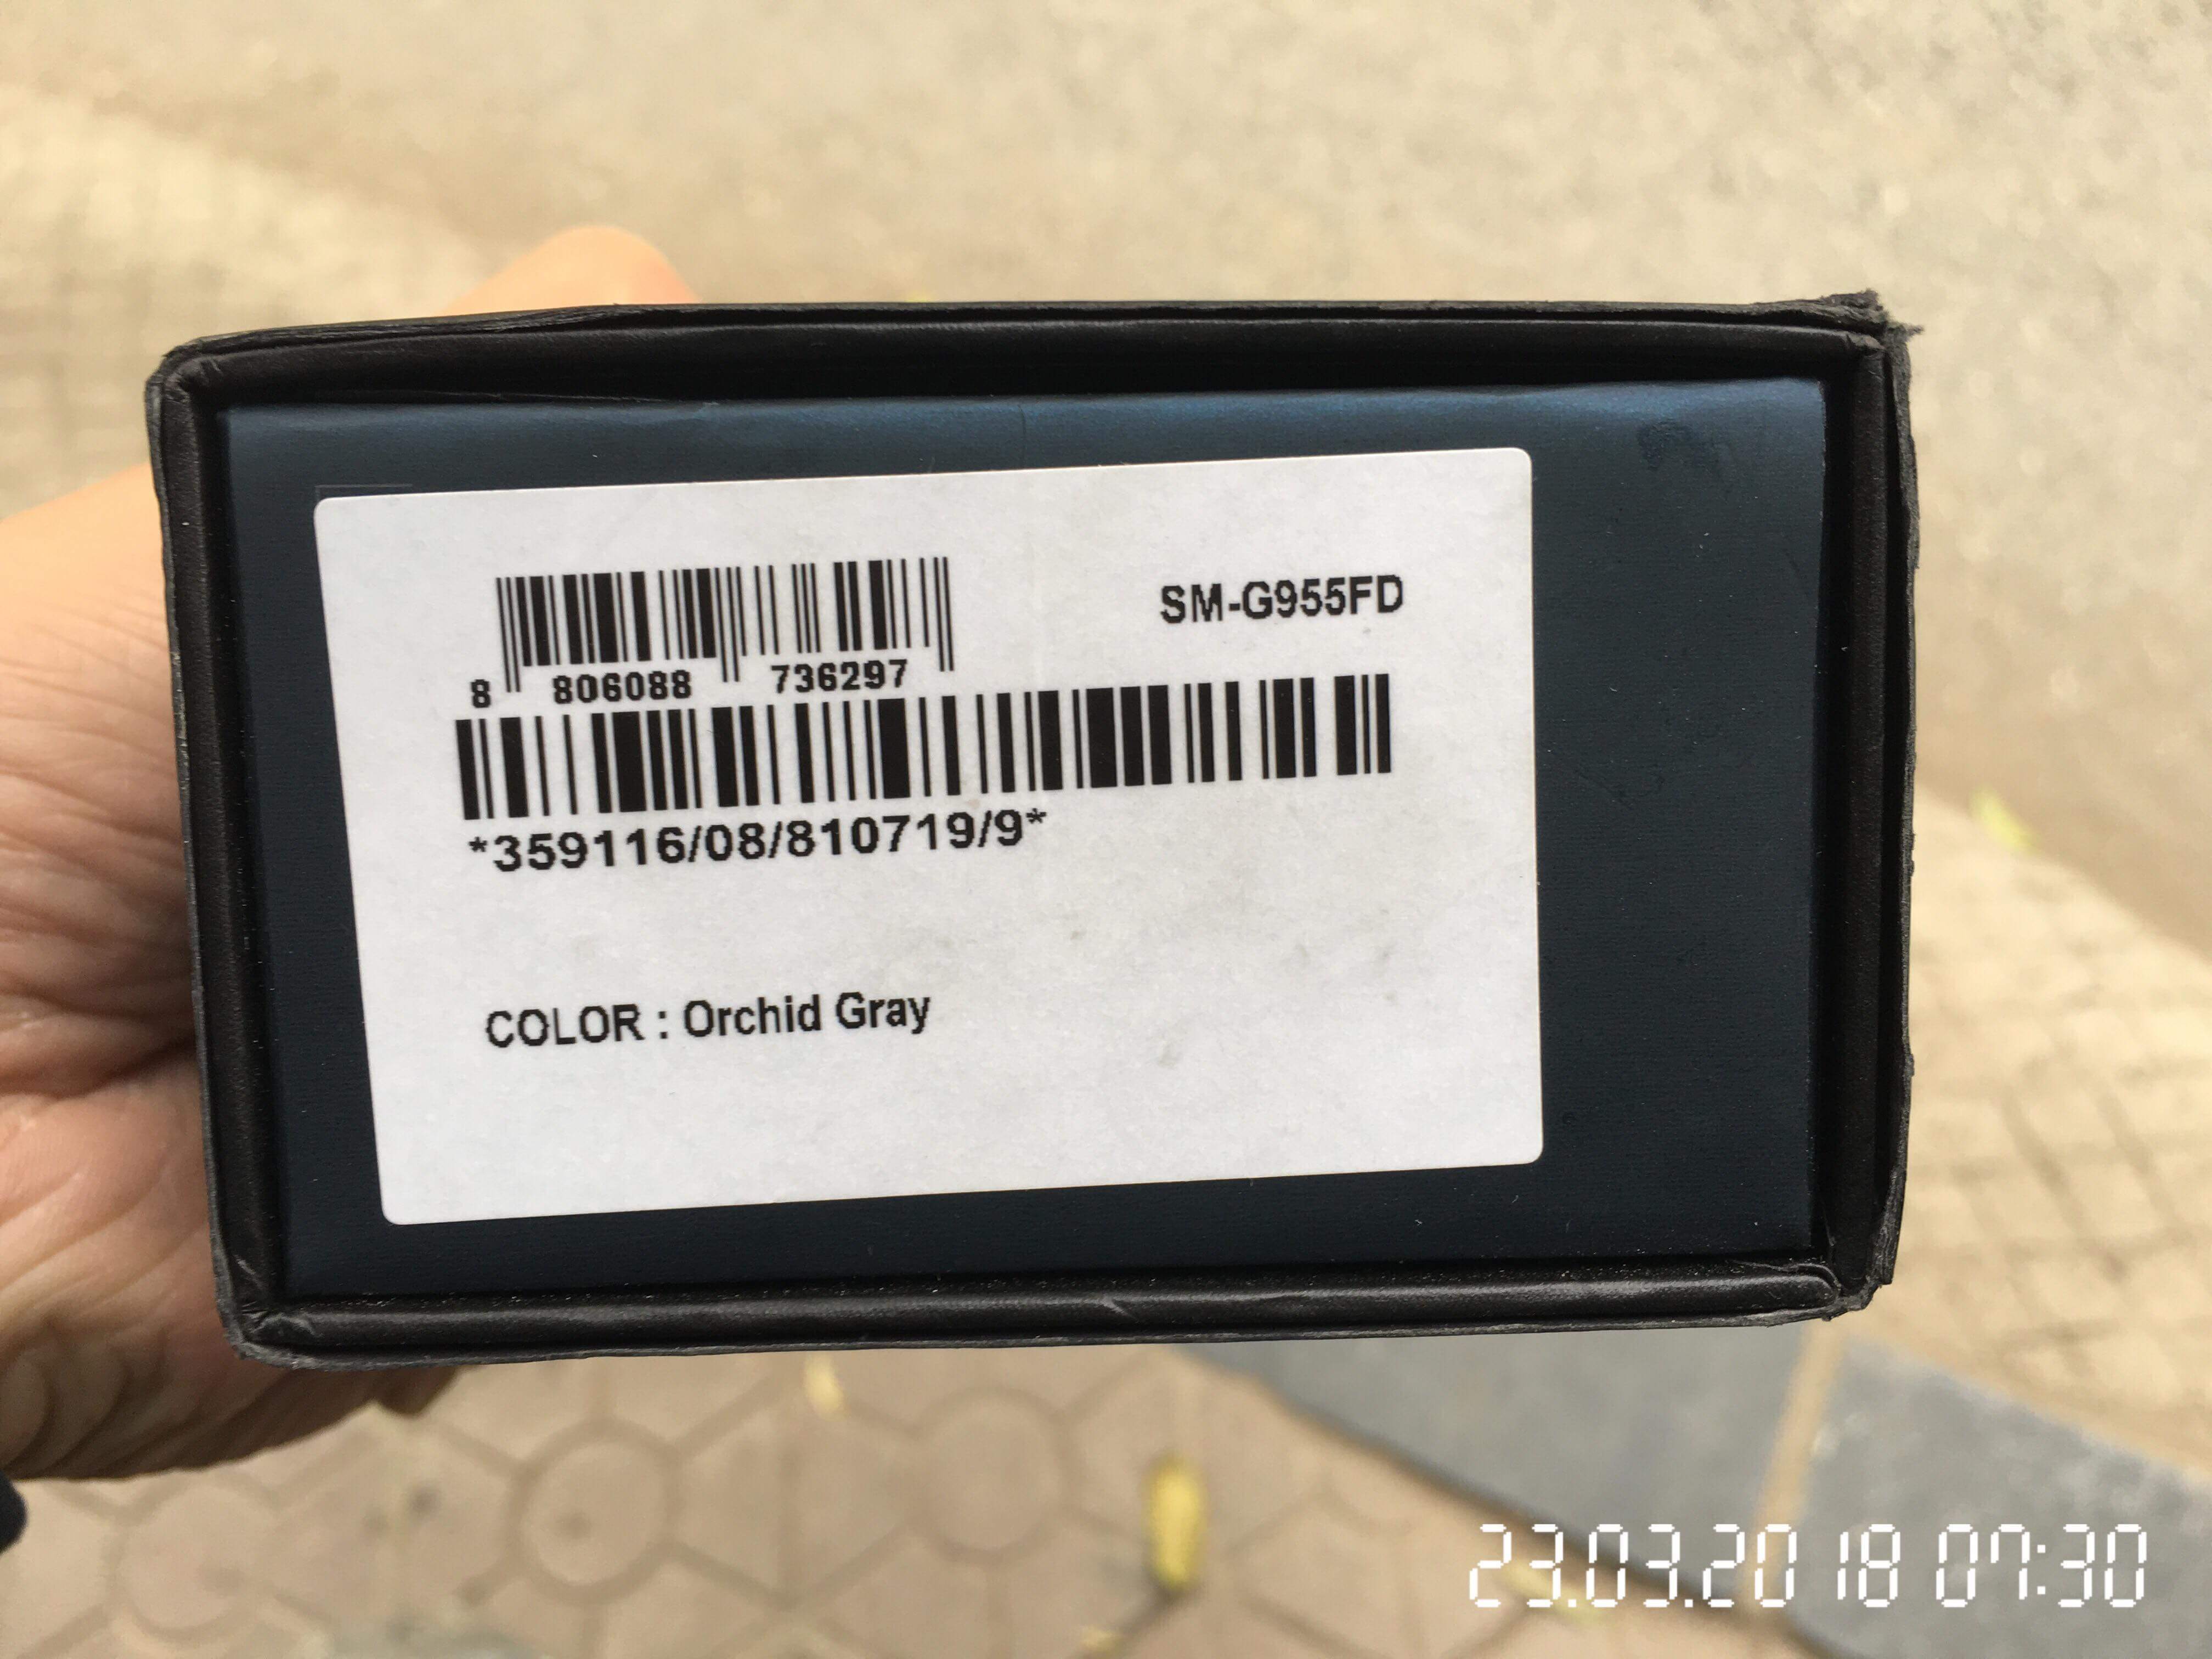 SM-G955FD
8 806088 736297
*359116/08/810719/9*
COLOR : Orchid Gray
23.03.2018 07:30